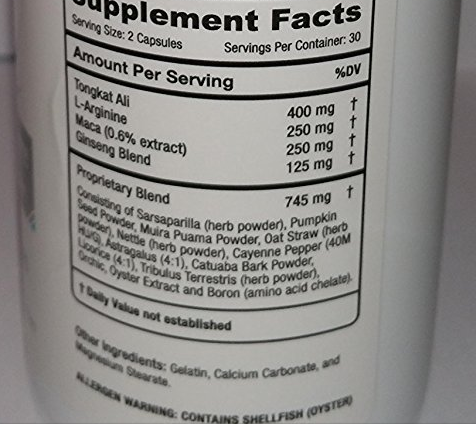 Supplement Facts
Serving Size: 2 Capsules Servings Per Container: 30
Amount Per Serving %DV
Tongkat Ali 400 mg †
L-Arginine 250 mg †
Maca (0.6% extract) 250 mg †
Ginseng Blend 125 mg †
Proprietary Blend 745 mg †
Consisting of Sarsaparilla (herb powder), Pumpkin
Seed Powder, Muira Puama Powder, Oat Straw (herb
powder), Nettle (herb powder), Cayenne Pepper (40M
HU/G), Astragalus (4:1), Catuaba Bark Powder,
Licorice (4:1), Tribulus Terrestris (herb powder),
Orchic, Oyster Extract and Boron (amino acid chelate).
† Daily Value not established
Other Ingredients: Gelatin, Calcium Carbonate, and
Magnesium Stearate.
ALLERGEN WARNING: CONTAINS SHELLFISH (OYSTER)